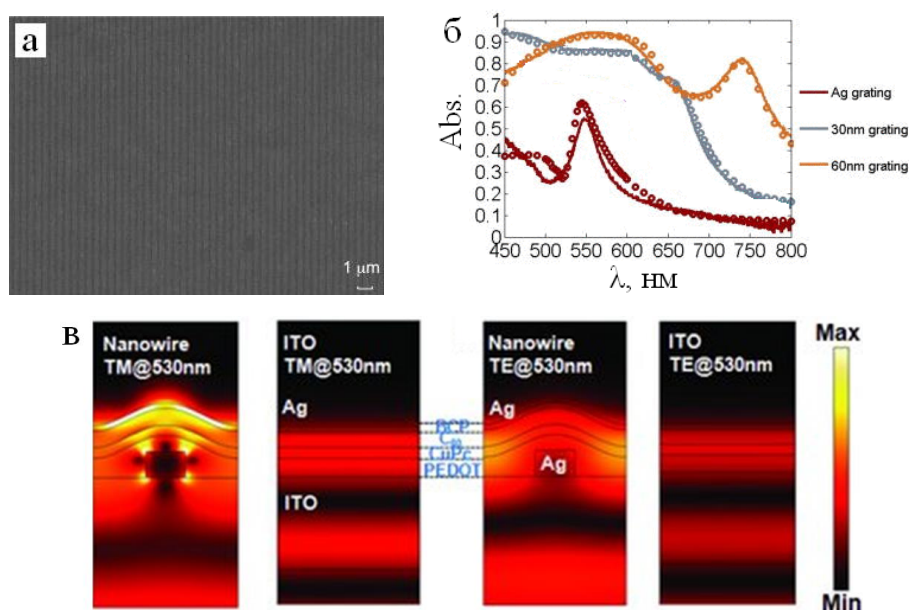 а
1 μm
б
Abs.
1
0.9
0.8
0.7
0.6
0.5
0.4
0.3
0.2
0.1
0
450 500 550 600 650 700 750 800
λ, нм
Ag grating
30nm grating
60nm grating
в
Nanowire
TM@530nm
ITO
TM@530nm
Ag
ITO
BCP
C60
CuPc
PEDOT
Nanowire
TE@530nm
Ag
Ag
ITO
TE@530nm
Max
Min